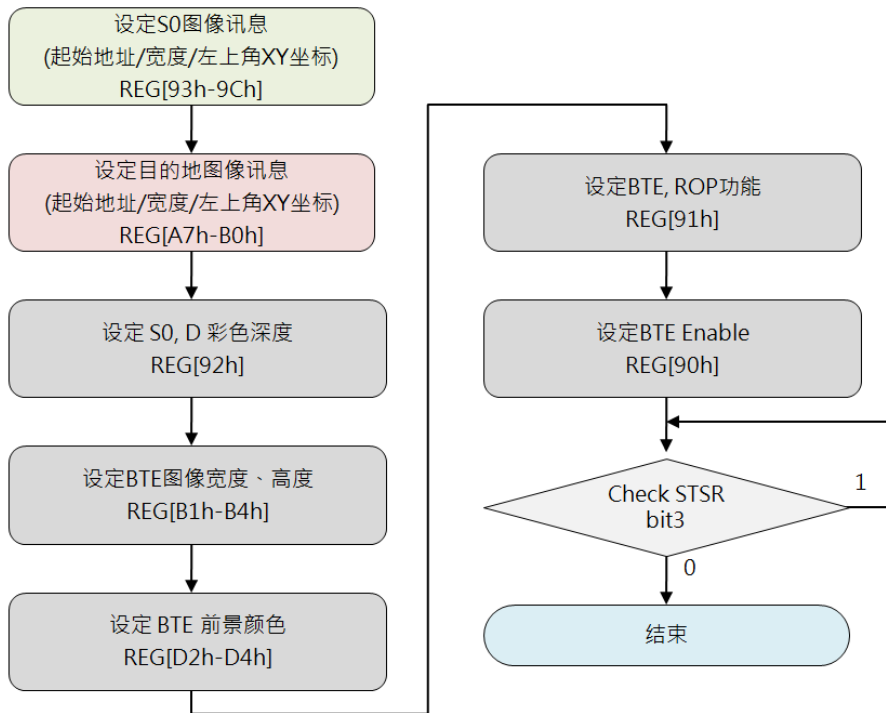 设定S0图像讯息
(起始地址/宽度/左上角XY坐标)
REG[93h-9Ch]
设定目的地图像讯息
(起始地址/宽度/左上角XY坐标)
REG[A7h-B0h]
设定 S0, D 彩色深度
REG[92h]
设定BTE图像宽度、高度
REG[B1h-B4h]
设定 BTE 前景颜色
REG[D2h-D4h]
设定BTE, ROP功能
REG[91h]
设定BTE Enable
REG[90h]
Check STSR
bit3
1
0
结束